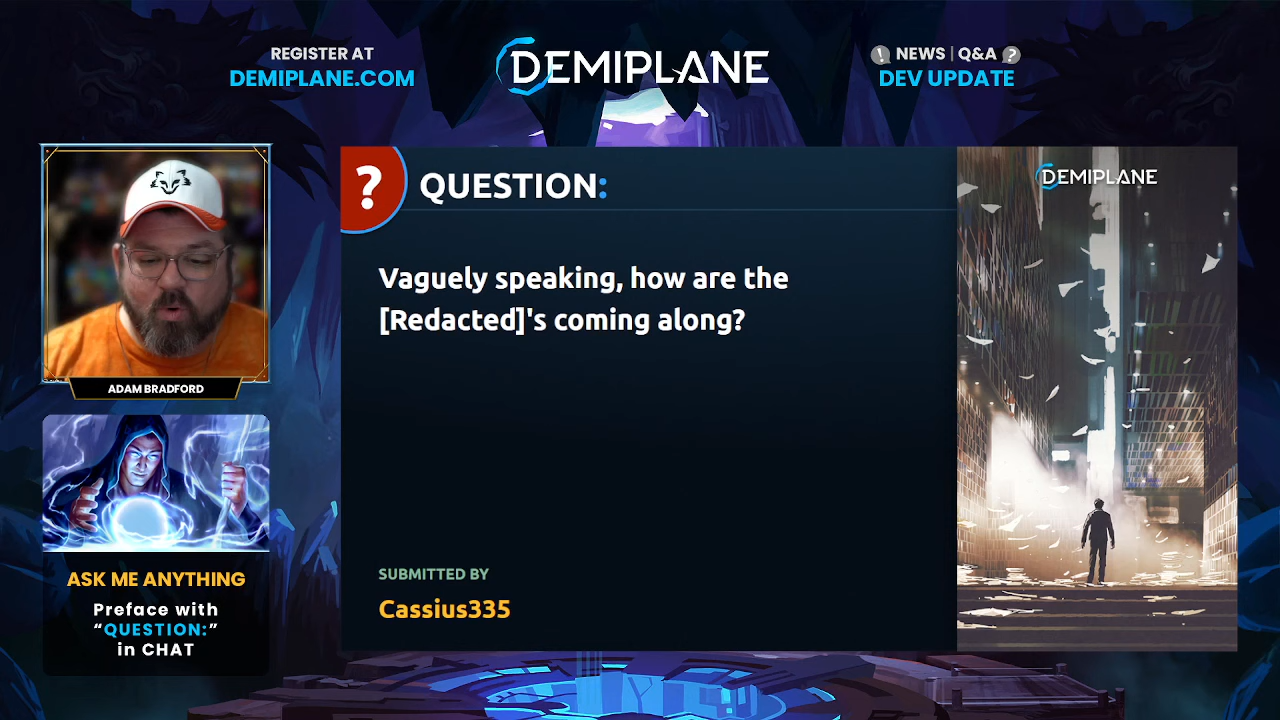 REGISTER AT
DEMIPLANE.COM
DEMIPLANE
! NEWS | Q&A ?
DEV UPDATE
? QUESTION:
Vaguely speaking, how are the
[Redacted]'s coming along?
SUBMITTED BY
Cassius335
DEMIPLANE
ADAM BRADFORD
ASK ME ANYTHING
Preface with
“QUESTION:”
in CHAT